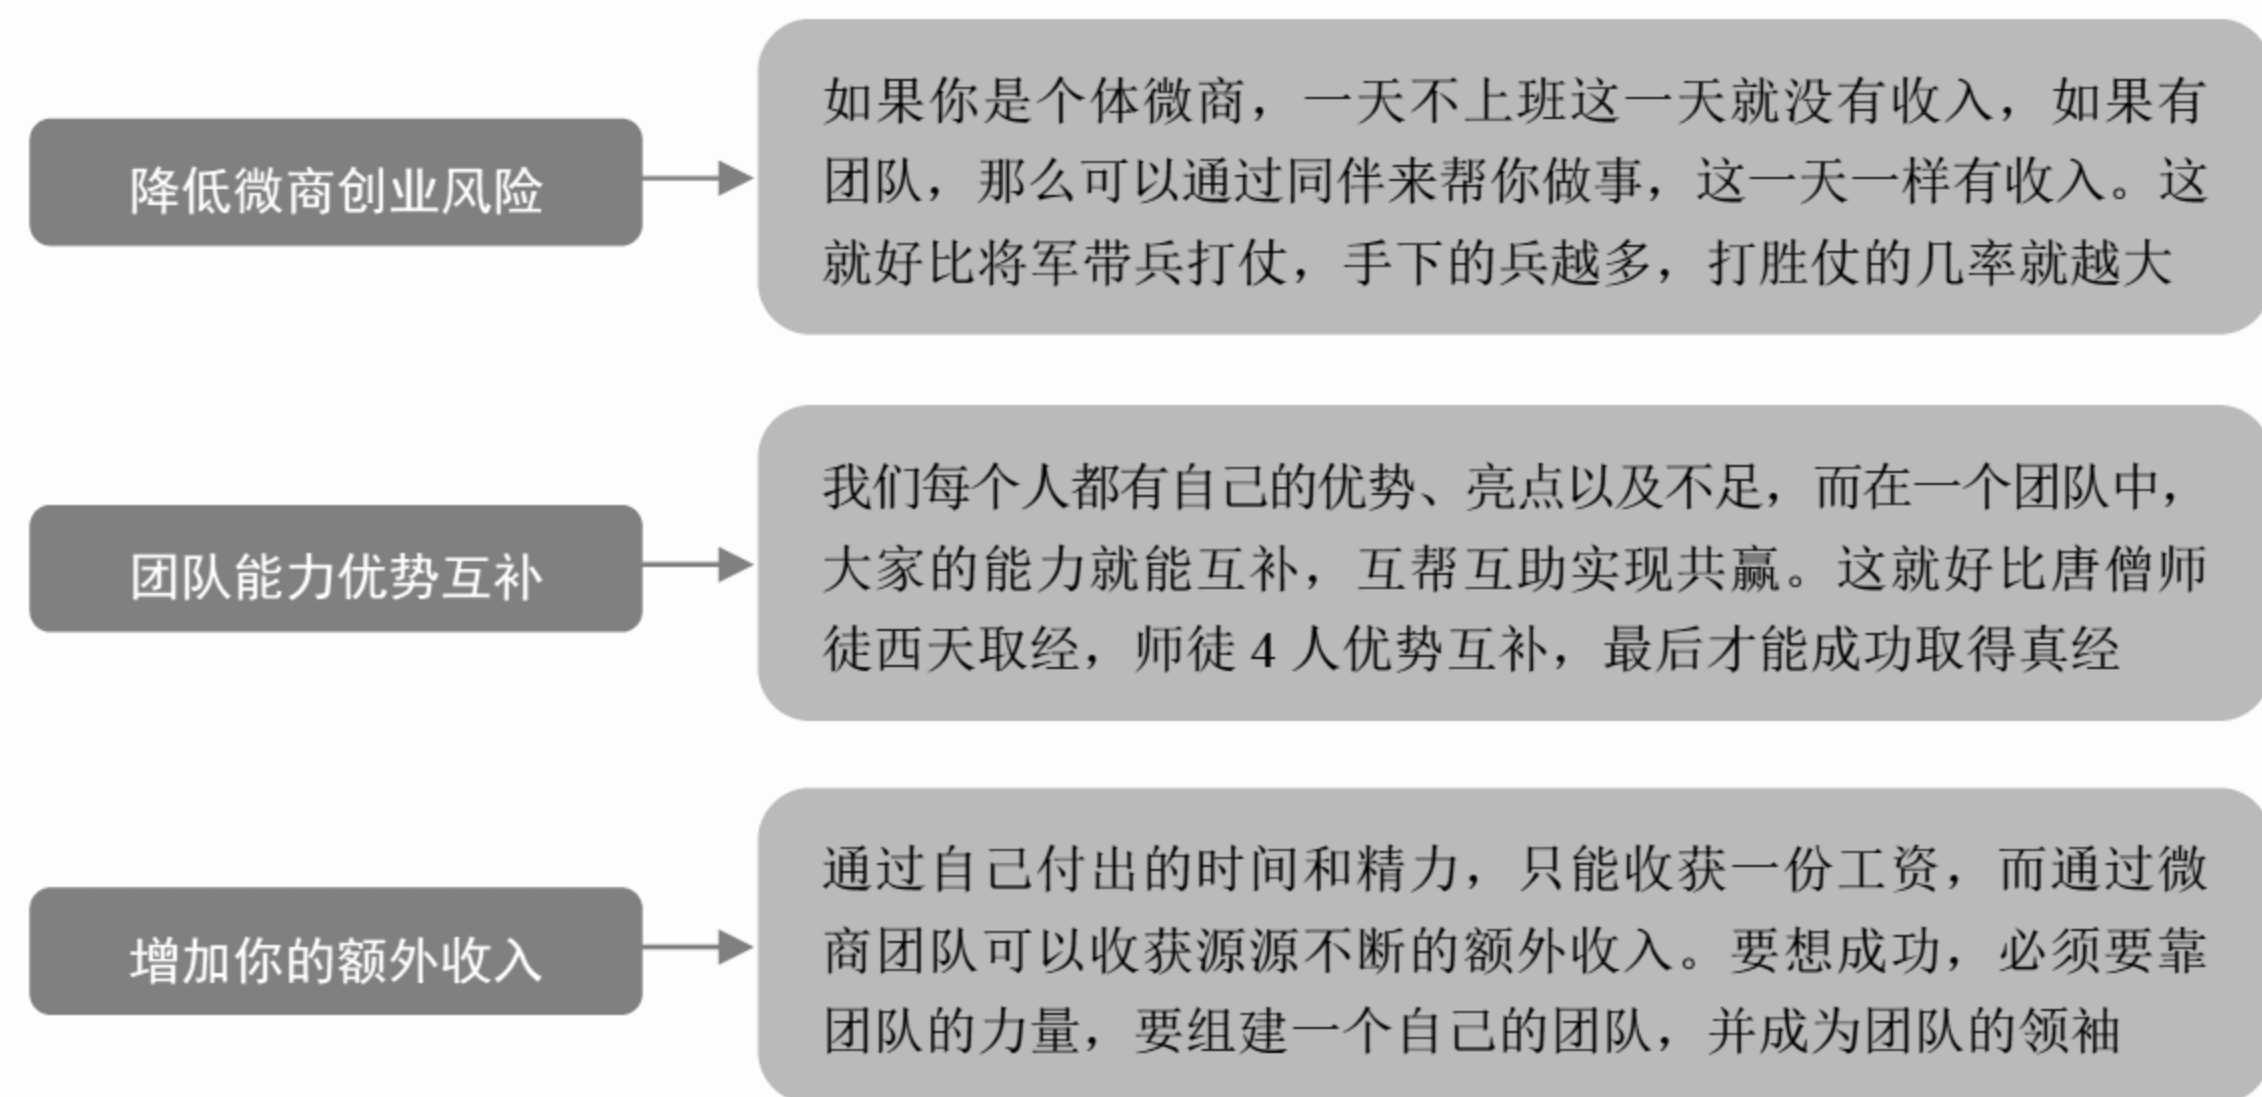 降低微商创业风险
如果你是个体微商，一天不上班这一天就没有收入，如果有
团队，那么可以通过同伴来帮你做事，这一天一样有收入。这
就好比将军带兵打仗，手下的兵越多，打胜仗的几率就越大
团队能力优势互补
我们每个人都有自己的优势、亮点以及不足，而在一个团队中，
大家的能力就能互补，互帮互助实现共赢。这就好比唐僧师
徒西天取经，师徒 4 人优势互补，最后才能成功取得真经
增加你的额外收入
通过自己付出的时间和精力，只能收获一份工资，而通过微
商团队可以收获源源不断的额外收入。要想成功，必须要靠
团队的力量，要组建一个自己的团队，并成为团队的领袖